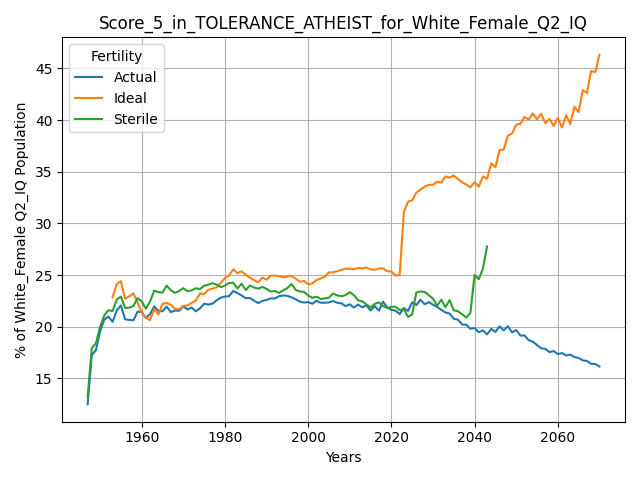 Score_5_in_TOLERANCE_ATHEIST_for_White_Female_Q2_IQ
Fertility
Actual
Ideal
Sterile
% of White_Female Q2_IQ Population
45
40
35
30
25
20
15
1960
1980
2000
2020
2040
2060
Years